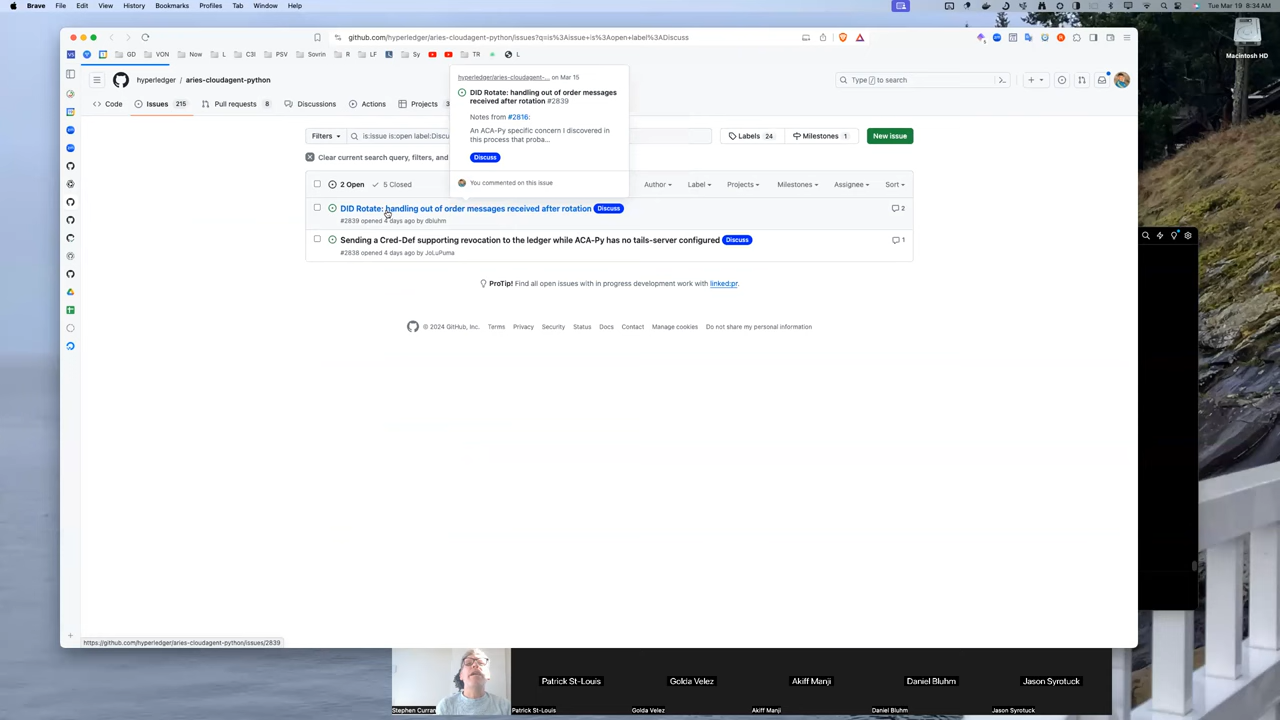 Brave File Edit View History Bookmarks Profiles Tab Window Help
Tue Mar 19 8:34 AM
github.com/hyperledger/aries-cloudagent-python/issues?q=is%3Aissue+is%3Aopen+label%3ADiscuss
GD VON Now L C3I PSV Sovrin R LF Sy TR L
Macintosh HD
hyperledger / aries-cloudagent-python
Type / to search
Code Issues 215 Pull requests 8 Discussions Actions Projects
hyperledger/aries-cloudagent-... on Mar 15
DID Rotate: handling out of order messages
received after rotation #2839
Notes from #2816:
An ACA-Py specific concern I discovered in
this process that proba...
Discuss
You commented on this issue
Filters is:issue is:open label:Discu
Labels 24 Milestones 1 New issue
Clear current search query, filters, and
2 Open 5 Closed Author Label Projects Milestones Assignee Sort
DID Rotate: handling out of order messages received after rotation Discuss 2
#2839 opened 4 days ago by dbluhm
Sending a Cred-Def supporting revocation to the ledger while ACA-Py has no tails-server configured Discuss 1
#2838 opened 4 days ago by JoLuPuma
ProTip! Find all open issues with in progress development work with linked:pr.
© 2024 GitHub, Inc. Terms Privacy Security Status Docs Contact Manage cookies Do not share my personal information
https://github.com/hyperledger/aries-cloudagent-python/issues/2839
Patrick St-Louis Golda Velez Akiff Manji Daniel Bluhm Jason Syrotuck
Stephen Curran Patrick St-Louis Golda Velez Akiff Manji Daniel Bluhm Jason Syrotuck